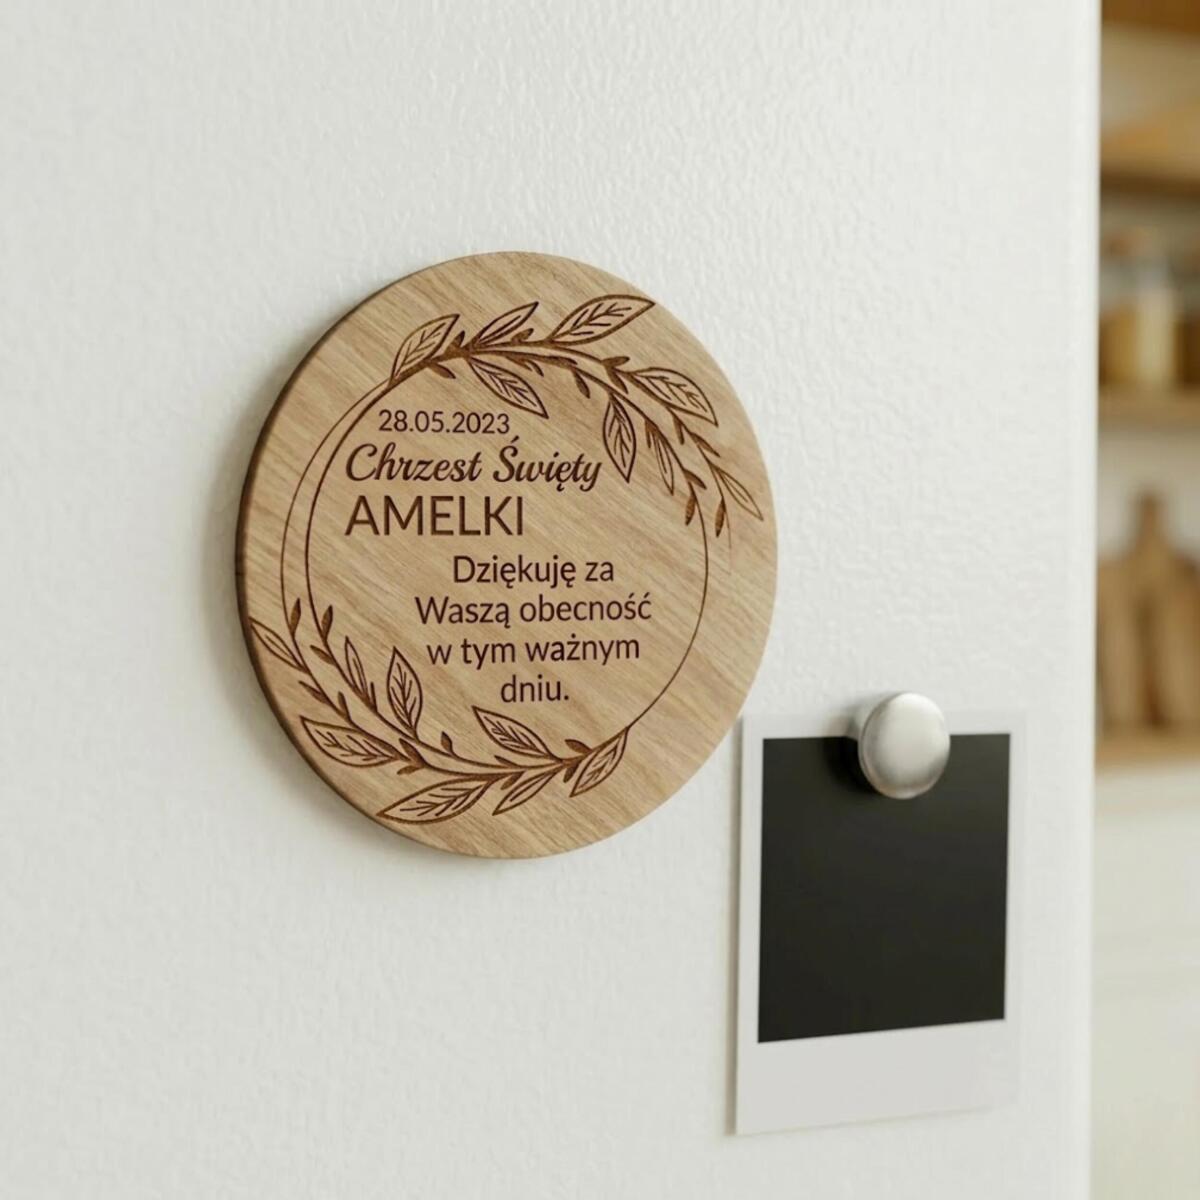 28.05.2023
Chrzest Święty
AMELKI
Dziękuję za
Waszą obecność
w tym ważnym
dniu.